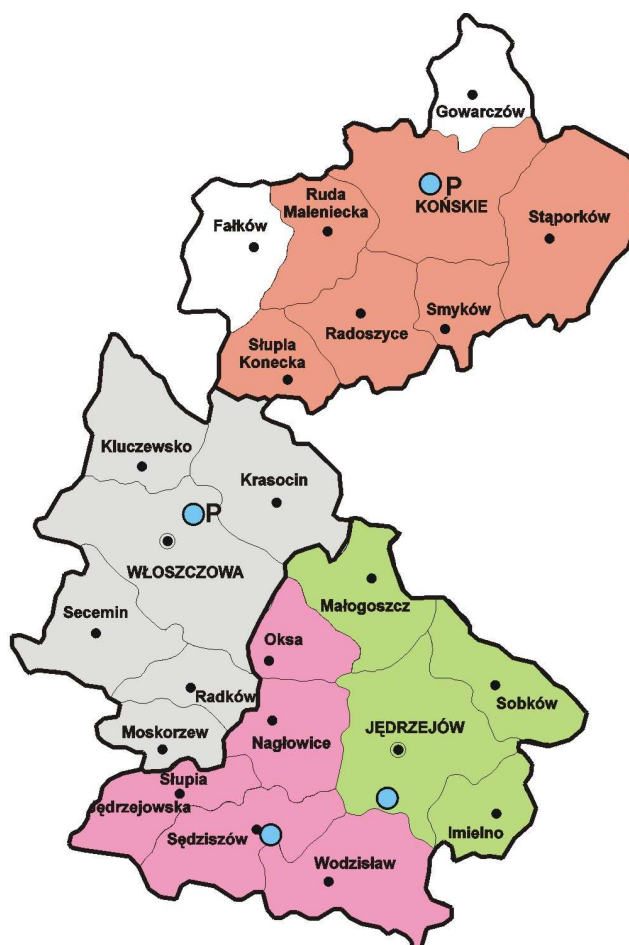 Gowarczów
P
KOŃSKIE
Ruda
Maleniecka
Stąporków
Fałków
Smyków
Radoszyce
Słupia
Konecka
Kluczewsko
Krasocin
P
WŁOSZCZOWA
Małogoszcz
Secemin
Oksa
Radków
Sobków
Moskorzew
Nagłowice
JĘDRZEJÓW
Słupia
Jędrzejowska
Sędziszów
Imielno
Wodzisław